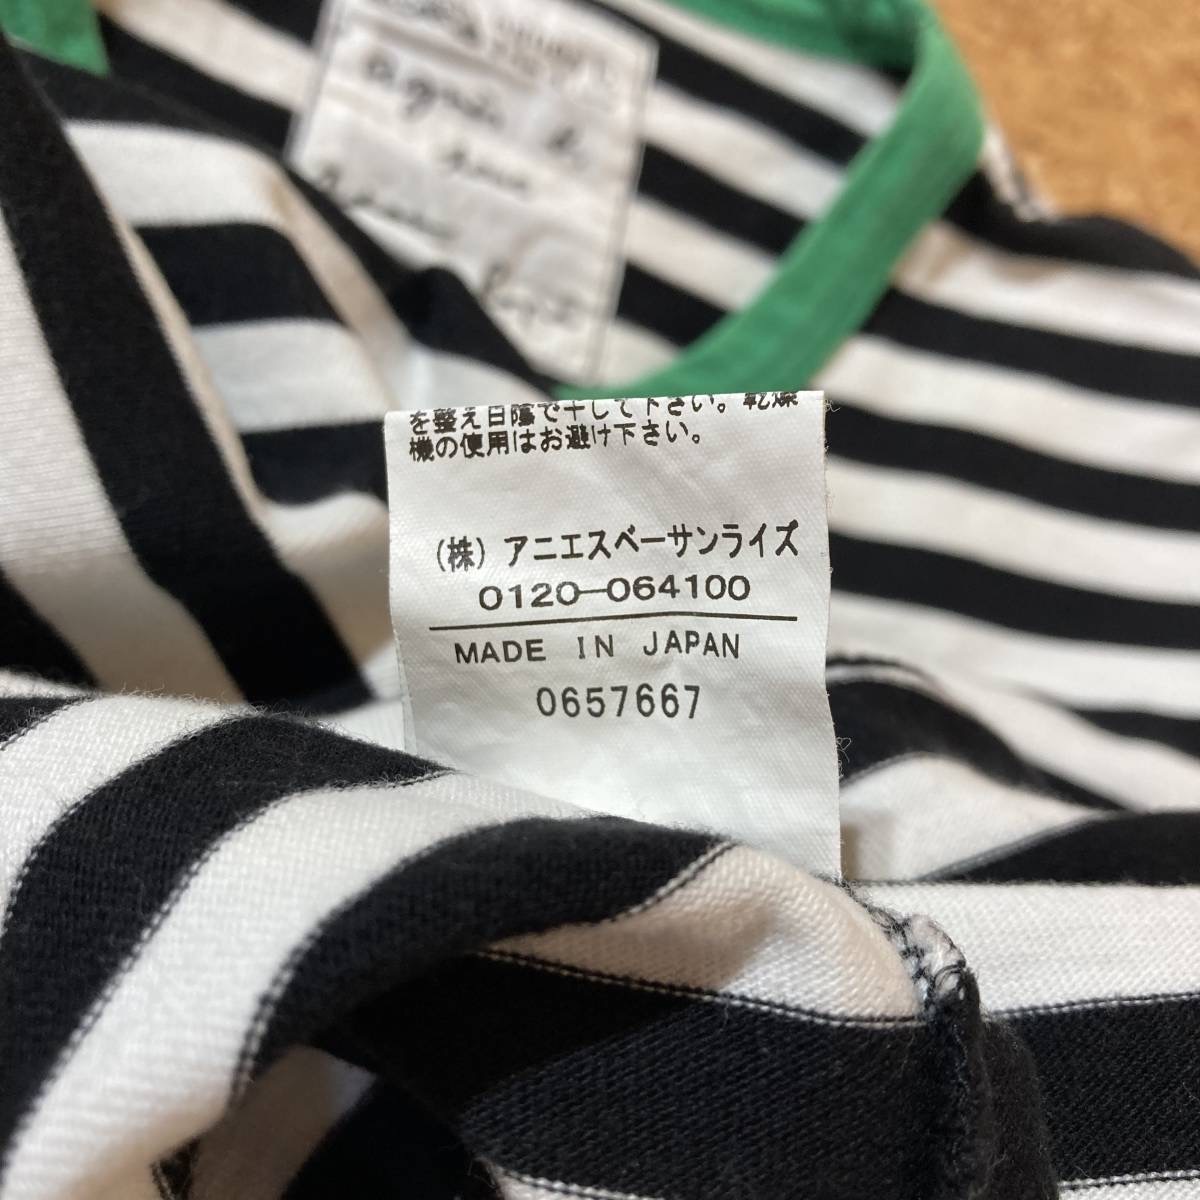 agnès b.
を整え日陰で干して下さい。乾燥
機の使用はお避け下さい。
(株) アニエスベーサンライズ
0120-064100
MADE IN JAPAN
0657667